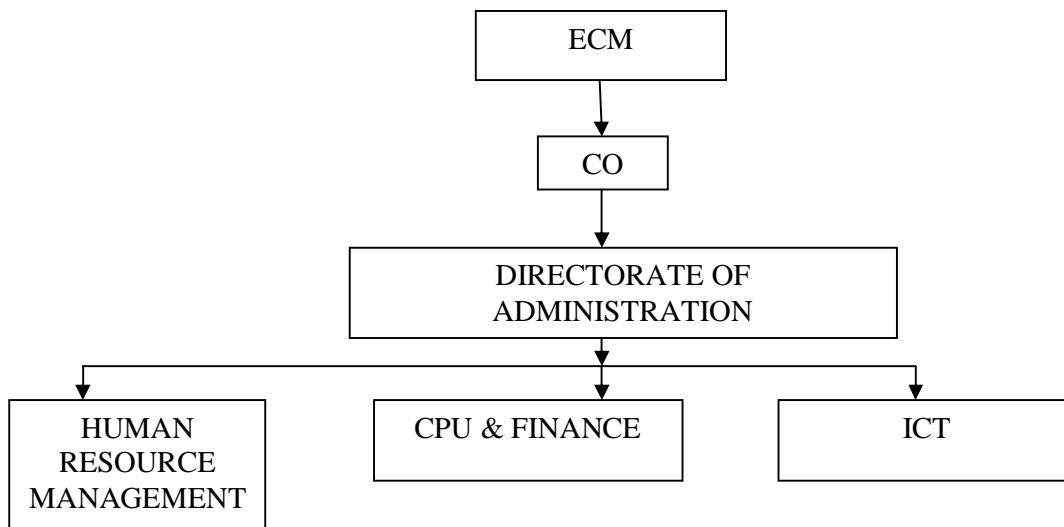 ECM
CO
DIRECTORATE OF
ADMINISTRATION
HUMAN
RESOURCE
MANAGEMENT
CPU & FINANCE
ICT